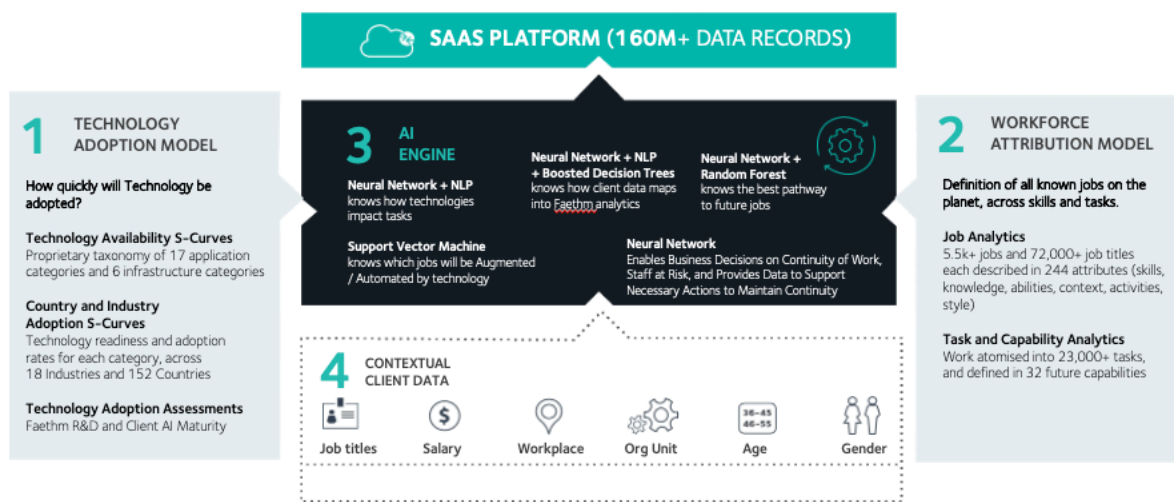 SAAS PLATFORM (160M+ DATA RECORDS)
1
TECHNOLOGY
ADOPTION MODEL
How quickly will Technology be
adopted?
Technology Availability S-Curves
Proprietary taxonomy of 17 application
categories and 6 infrastructure categories
Country and Industry
Adoption S-Curves
Technology readiness and adoption
rates for each category, across
18 Industries and 152 Countries
Technology Adoption Assessments
Faethm R&D and Client AI Maturity
3
AI
ENGINE
Neural Network + NLP
knows how technologies
impact tasks
Neural Network + NLP
+ Boosted Decision Trees
knows how client data maps
into Faethm analytics
Neural Network +
Random Forest
knows the best pathway
to future jobs
Support Vector Machine
knows which jobs will be Augmented
/ Automated by technology
Neural Network
Enables Business Decisions on Continuity of Work,
Staff at Risk, and Provides Data to Support
Necessary Actions to Maintain Continuity
2
WORKFORCE
ATTRIBUTION MODEL
Definition of all known jobs on the
planet, across skills and tasks.
Job Analytics
5.5k+ jobs and 72,000+ job titles
each described in 244 attributes (skills,
knowledge, abilities, context, activities,
style)
Task and Capability Analytics
Work atomised into 23,000+ tasks,
and defined in 32 future capabilities
4
CONTEXTUAL
CLIENT DATA
$
36-45
46-55
Job titles
Salary
Workplace
Org Unit
Age
Gender